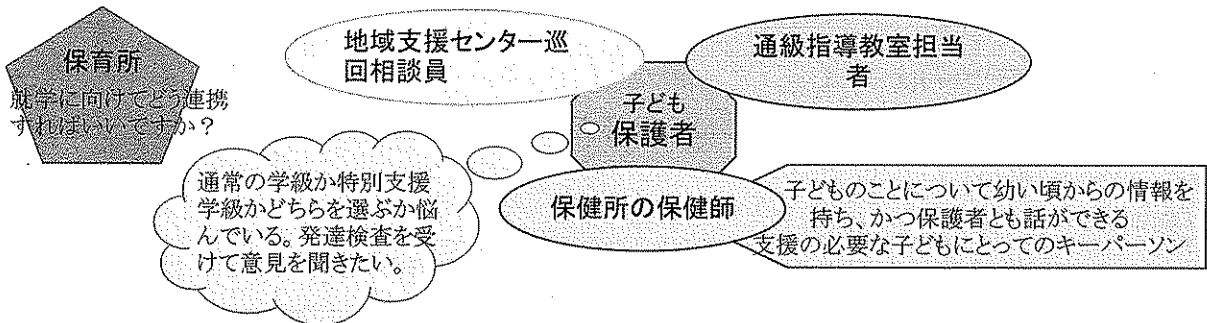 保育所
就学に向けてどう連携
すればいいですか？
地域支援センター巡
回相談員
通級指導教室担当
者
子ども
保護者
通常の学級か特別支援
学級かどちらを選ぶか悩
んでいる。発達検査を受
けて意見を聞きたい。
保健所の保健師
子どものことについて幼い頃からの情報を
持ち、かつ保護者とも話ができる
支援の必要な子どもにとってのキーパーソン